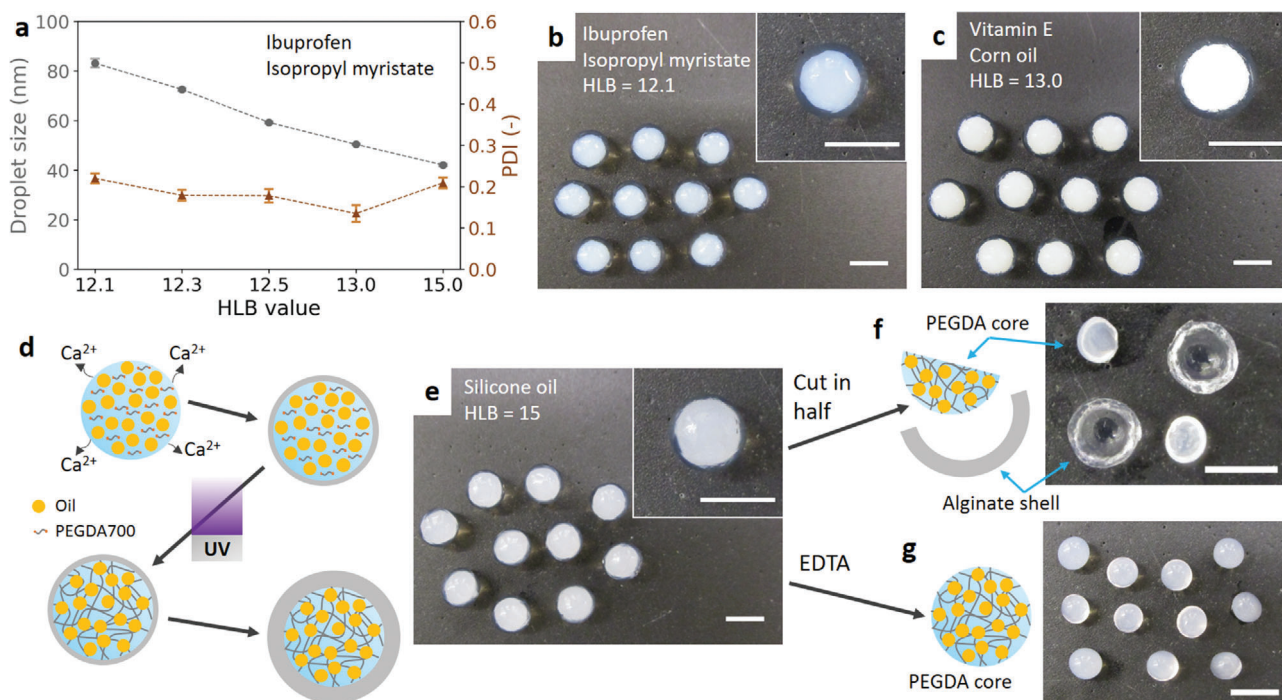 a
100
80
60
40
20
0
Droplet size (nm)
Ibuprofen
Isopropyl myristate
0.6
0.5
0.4
0.3
0.2
0.1
0.0
PDI (-)
12.1 12.3 12.5 13.0 15.0
HLB value
b
Ibuprofen
Isopropyl myristate
HLB = 12.1
c
Vitamin E
Corn oil
HLB = 13.0
d
Ca²⁺ Ca²⁺
Ca²⁺ Ca²⁺
Oil
PEGDA700
UV
e
Silicone oil
HLB = 15
Cut in
half
EDTA
f
PEGDA core
Alginate shell
g
PEGDA core